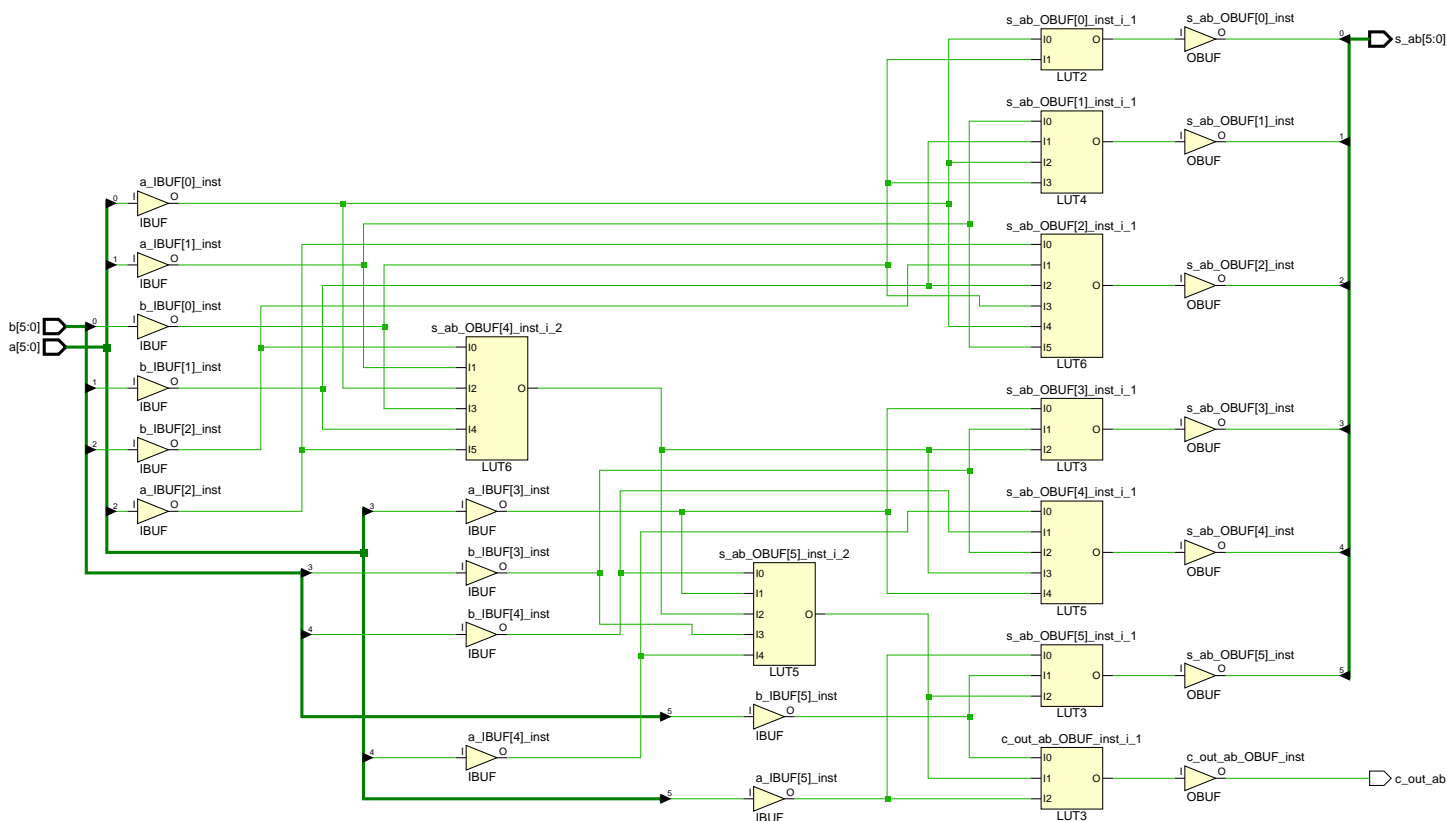 s_ab_OBUF[0]_inst_i_1
s_ab_OBUF[0]_inst
I0
I1
O
LUT2
I
O
OBUF
0
s_ab[5:0]
s_ab_OBUF[1]_inst_i_1
s_ab_OBUF[1]_inst
I0
I1
I2
I3
O
LUT4
I
O
OBUF
1
a_IBUF[0]_inst
0
I
O
IBUF
s_ab_OBUF[2]_inst_i_1
s_ab_OBUF[2]_inst
I0
I1
I2
I3
I4
I5
O
LUT6
I
O
OBUF
2
a_IBUF[1]_inst
1
I
O
IBUF
b_IBUF[0]_inst
b[5:0]
a[5:0]
0
I
O
IBUF
s_ab_OBUF[4]_inst_i_2
I0
I1
I2
I3
I4
I5
O
LUT6
b_IBUF[1]_inst
1
I
O
IBUF
b_IBUF[2]_inst
2
I
O
IBUF
a_IBUF[2]_inst
2
I
O
IBUF
s_ab_OBUF[3]_inst_i_1
s_ab_OBUF[3]_inst
I0
I1
I2
O
LUT3
I
O
OBUF
3
a_IBUF[3]_inst
3
I
O
IBUF
s_ab_OBUF[4]_inst_i_1
s_ab_OBUF[4]_inst
I0
I1
I2
I3
I4
O
LUT5
I
O
OBUF
4
b_IBUF[3]_inst
3
I
O
IBUF
s_ab_OBUF[5]_inst_i_2
I0
I1
I2
I3
I4
O
LUT5
b_IBUF[4]_inst
4
I
O
IBUF
s_ab_OBUF[5]_inst_i_1
s_ab_OBUF[5]_inst
I0
I1
I2
O
LUT3
I
O
OBUF
5
b_IBUF[5]_inst
5
I
O
IBUF
a_IBUF[4]_inst
4
I
O
IBUF
c_out_ab_OBUF_inst_i_1
c_out_ab_OBUF_inst
I0
I1
I2
O
LUT3
I
O
OBUF
c_out_ab
a_IBUF[5]_inst
5
I
O
IBUF